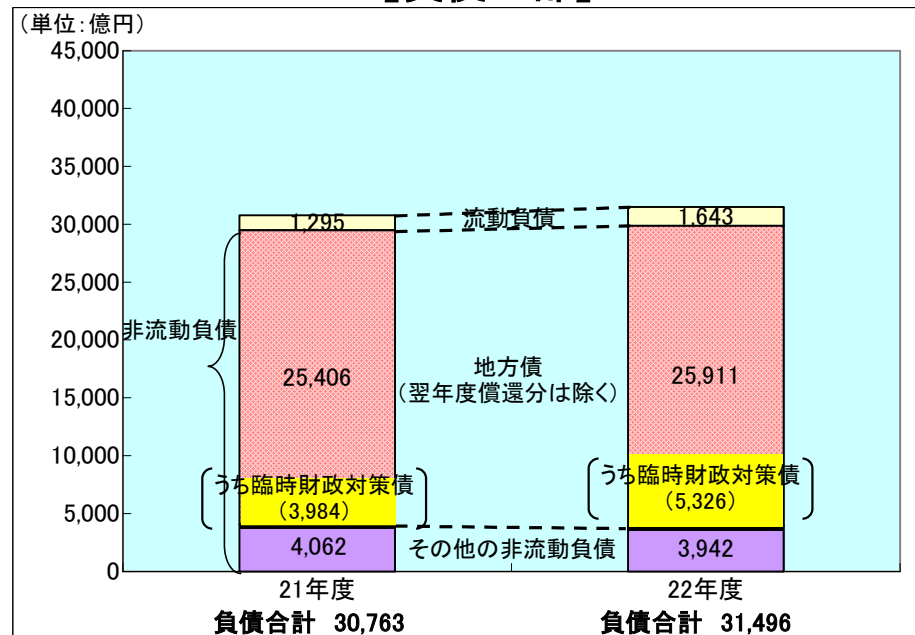 (単位:億円)
45,000
40,000
35,000
30,000
25,000
20,000
15,000
10,000
5,000
0
1,295
流動負債
1,643
非流動負債
25,406
地方債
(翌年度償還分は除く)
25,911
うち臨時財政対策債
(3,984)
うち臨時財政対策債
(5,326)
4,062
その他の非流動負債
3,942
21年度
22年度
負債合計 30,763
負債合計 31,496